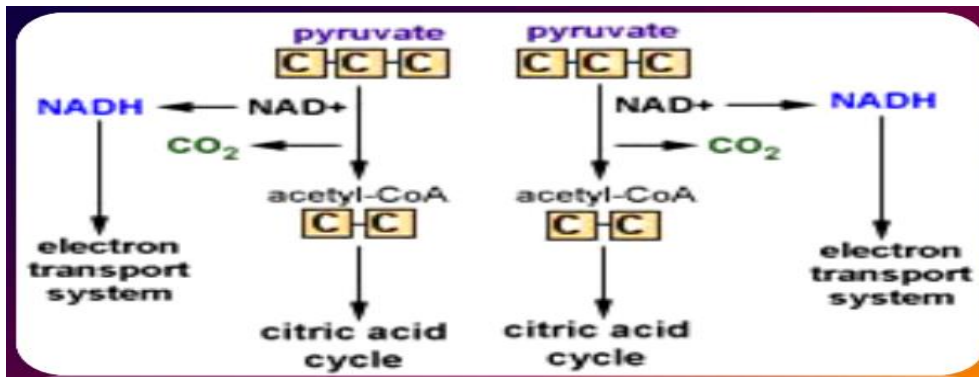 pyruvate
C-C-C
NADH NAD+
CO₂
acetyl-CoA
C-C
electron
transport
system
citric acid
cycle
pyruvate
C-C-C
NAD+ NADH
CO₂
acetyl-CoA
C-C
electron
transport
system
citric acid
cycle